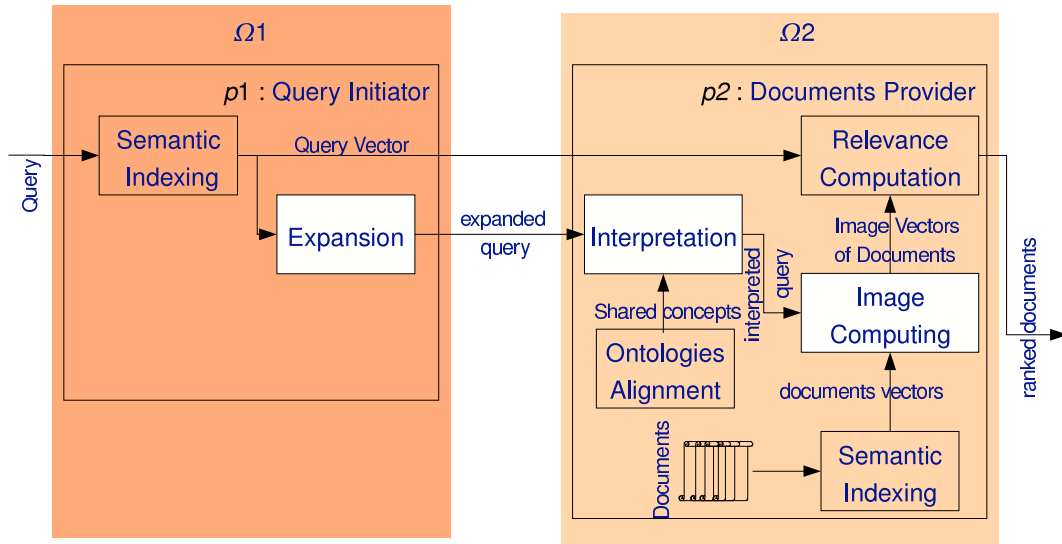 Ω1
Ω2
p1 : Query Initiator
p2 : Documents Provider
Query
Semantic
Indexing
Query Vector
Relevance
Computation
Expansion
expanded
query
Interpretation
interpreted
query
Image Vectors
of Documents
Shared concepts
Image
Computing
Ontologies
Alignment
ranked documents
documents vectors
Documents
Semantic
Indexing